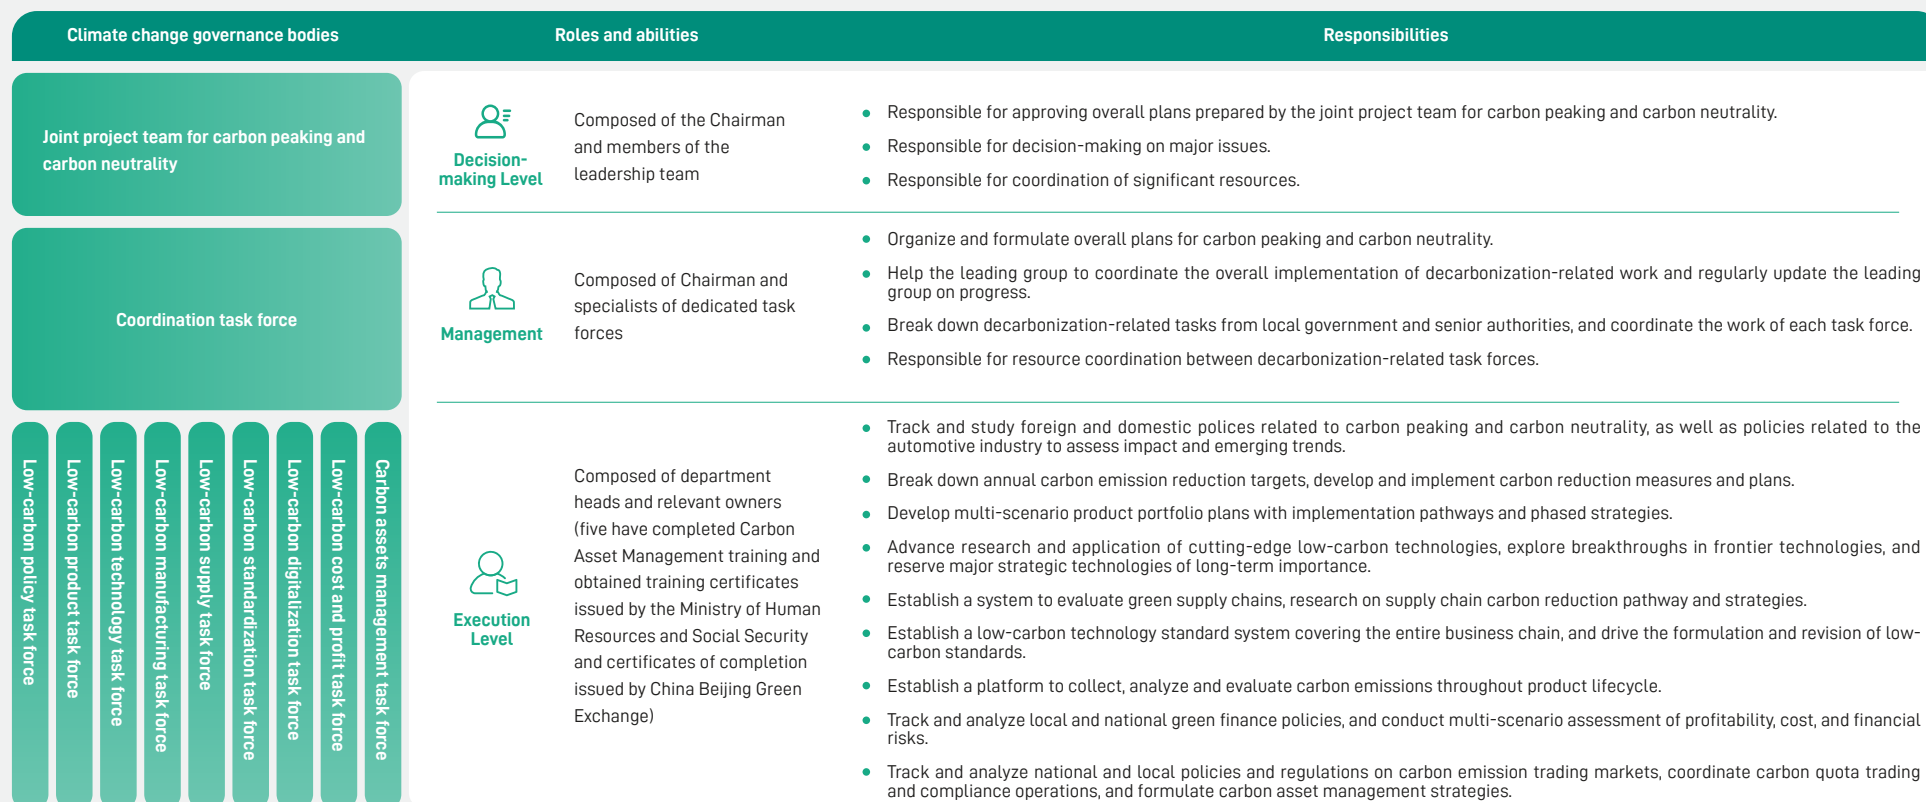 Climate change governance bodies
Roles and abilities
Responsibilities
Joint project team for carbon peaking and
carbon neutrality
Decision-
making Level
Composed of the Chairman
and members of the
leadership team
Responsible for approving overall plans prepared by the joint project team for carbon peaking and carbon neutrality.
Responsible for decision-making on major issues.
Responsible for coordination of significant resources.
Coordination task force
Management
Composed of Chairman and
specialists of dedicated task
forces
Organize and formulate overall plans for carbon peaking and carbon neutrality.
Help the leading group to coordinate the overall implementation of decarbonization-related work and regularly update the leading
group on progress.
Break down decarbonization-related tasks from local government and senior authorities, and coordinate the work of each task force.
Responsible for resource coordination between decarbonization-related task forces.
Low-carbon policy task force
Low-carbon product task force
Low-carbon technology task force
Low-carbon manufacturing task force
Low-carbon supply task force
Low-carbon standardization task force
Low-carbon digitalization task force
Low-carbon cost and profit task force
Carbon assets management task force
Execution
Level
Composed of department
heads and relevant owners
(five have completed Carbon
Asset Management training and
obtained training certificates
issued by the Ministry of Human
Resources and Social Security
and certificates of completion
issued by China Beijing Green
Exchange)
Track and study foreign and domestic polices related to carbon peaking and carbon neutrality, as well as policies related to the
automotive industry to assess impact and emerging trends.
Break down annual carbon emission reduction targets, develop and implement carbon reduction measures and plans.
Develop multi-scenario product portfolio plans with implementation pathways and phased strategies.
Advance research and application of cutting-edge low-carbon technologies, explore breakthroughs in frontier technologies, and
reserve major strategic technologies of long-term importance.
Establish a system to evaluate green supply chains, research on supply chain carbon reduction pathway and strategies.
Establish a low-carbon technology standard system covering the entire business chain, and drive the formulation and revision of low-
carbon standards.
Establish a platform to collect, analyze and evaluate carbon emissions throughout product lifecycle.
Track and analyze local and national green finance policies, and conduct multi-scenario assessment of profitability, cost, and financial
risks.
Track and analyze national and local policies and regulations on carbon emission trading markets, coordinate carbon quota trading
and compliance operations, and formulate carbon asset management strategies.